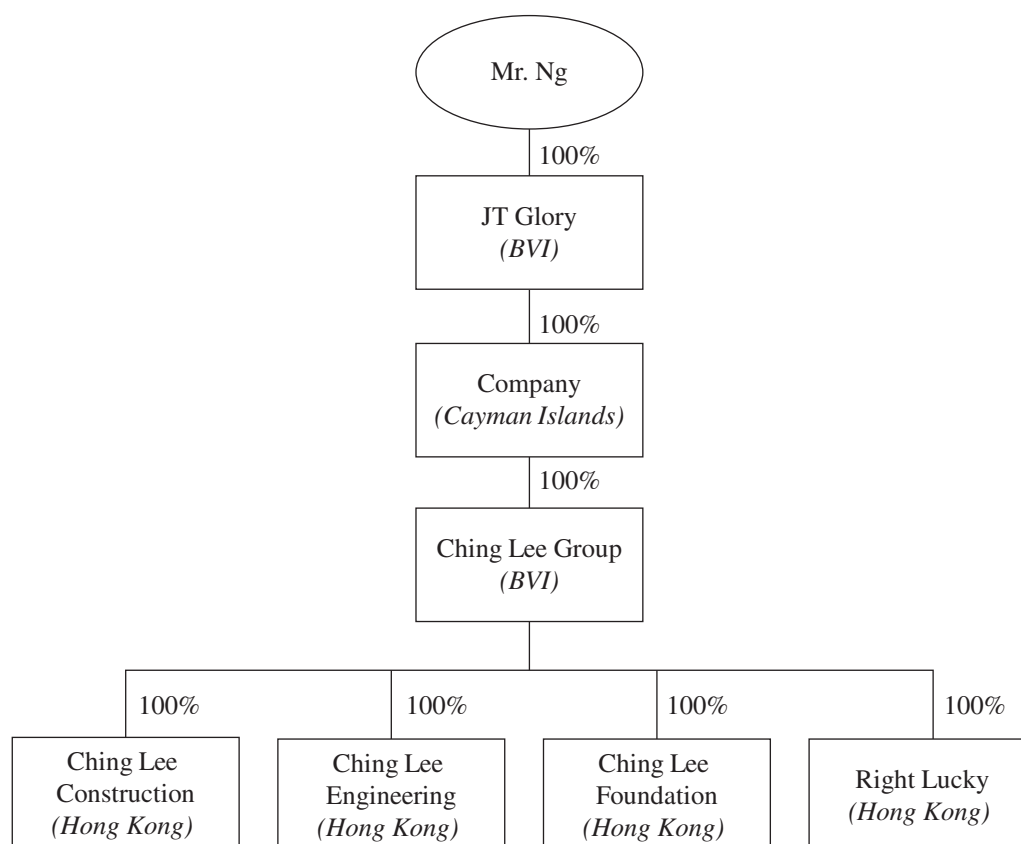 Mr. Ng
100%
JT Glory
(BVI)
100%
Company
(Cayman Islands)
100%
Ching Lee Group
(BVI)
100%
100%
100%
100%
Ching Lee
Construction
(Hong Kong)
Ching Lee
Engineering
(Hong Kong)
Ching Lee
Foundation
(Hong Kong)
Right Lucky
(Hong Kong)